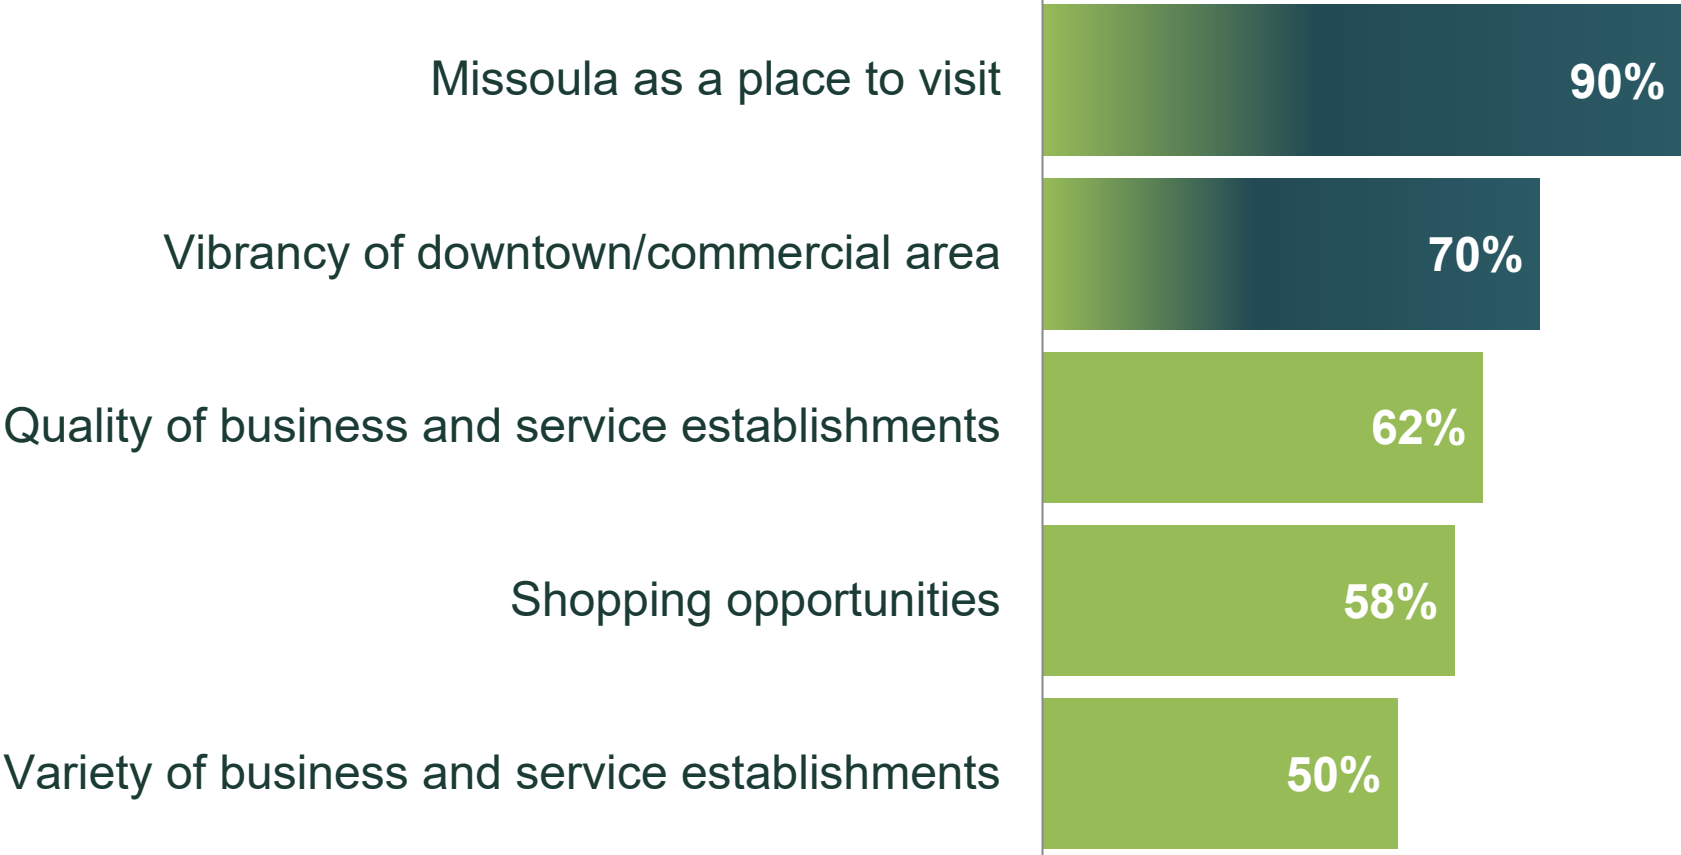 Missoula as a place to visit 90%
Vibrancy of downtown/commercial area 70%
Quality of business and service establishments 62%
Shopping opportunities 58%
Variety of business and service establishments 50%